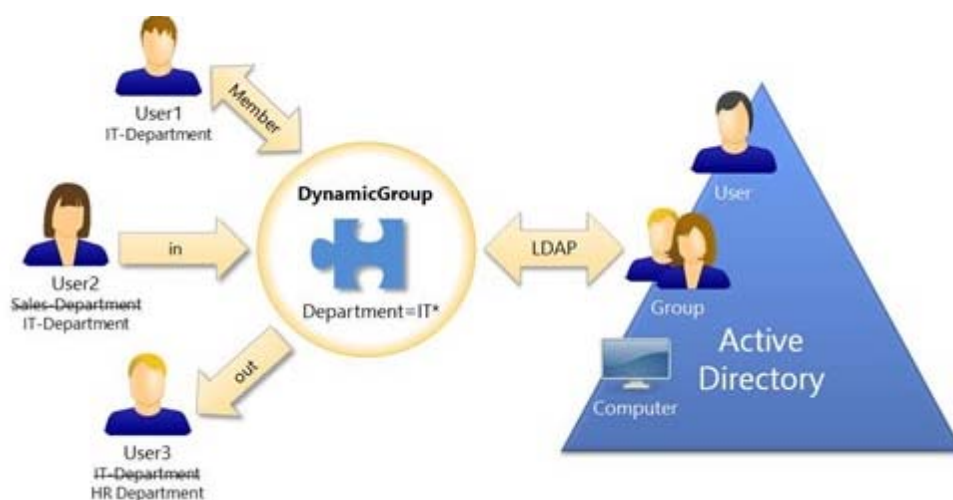 User1
IT-Department
Member
User2
Sales-Department
IT-Department
in
User3
IT-Department
HR Department
out
DynamicGroup
Department=IT*
LDAP
User
Group
Computer
Active
Directory